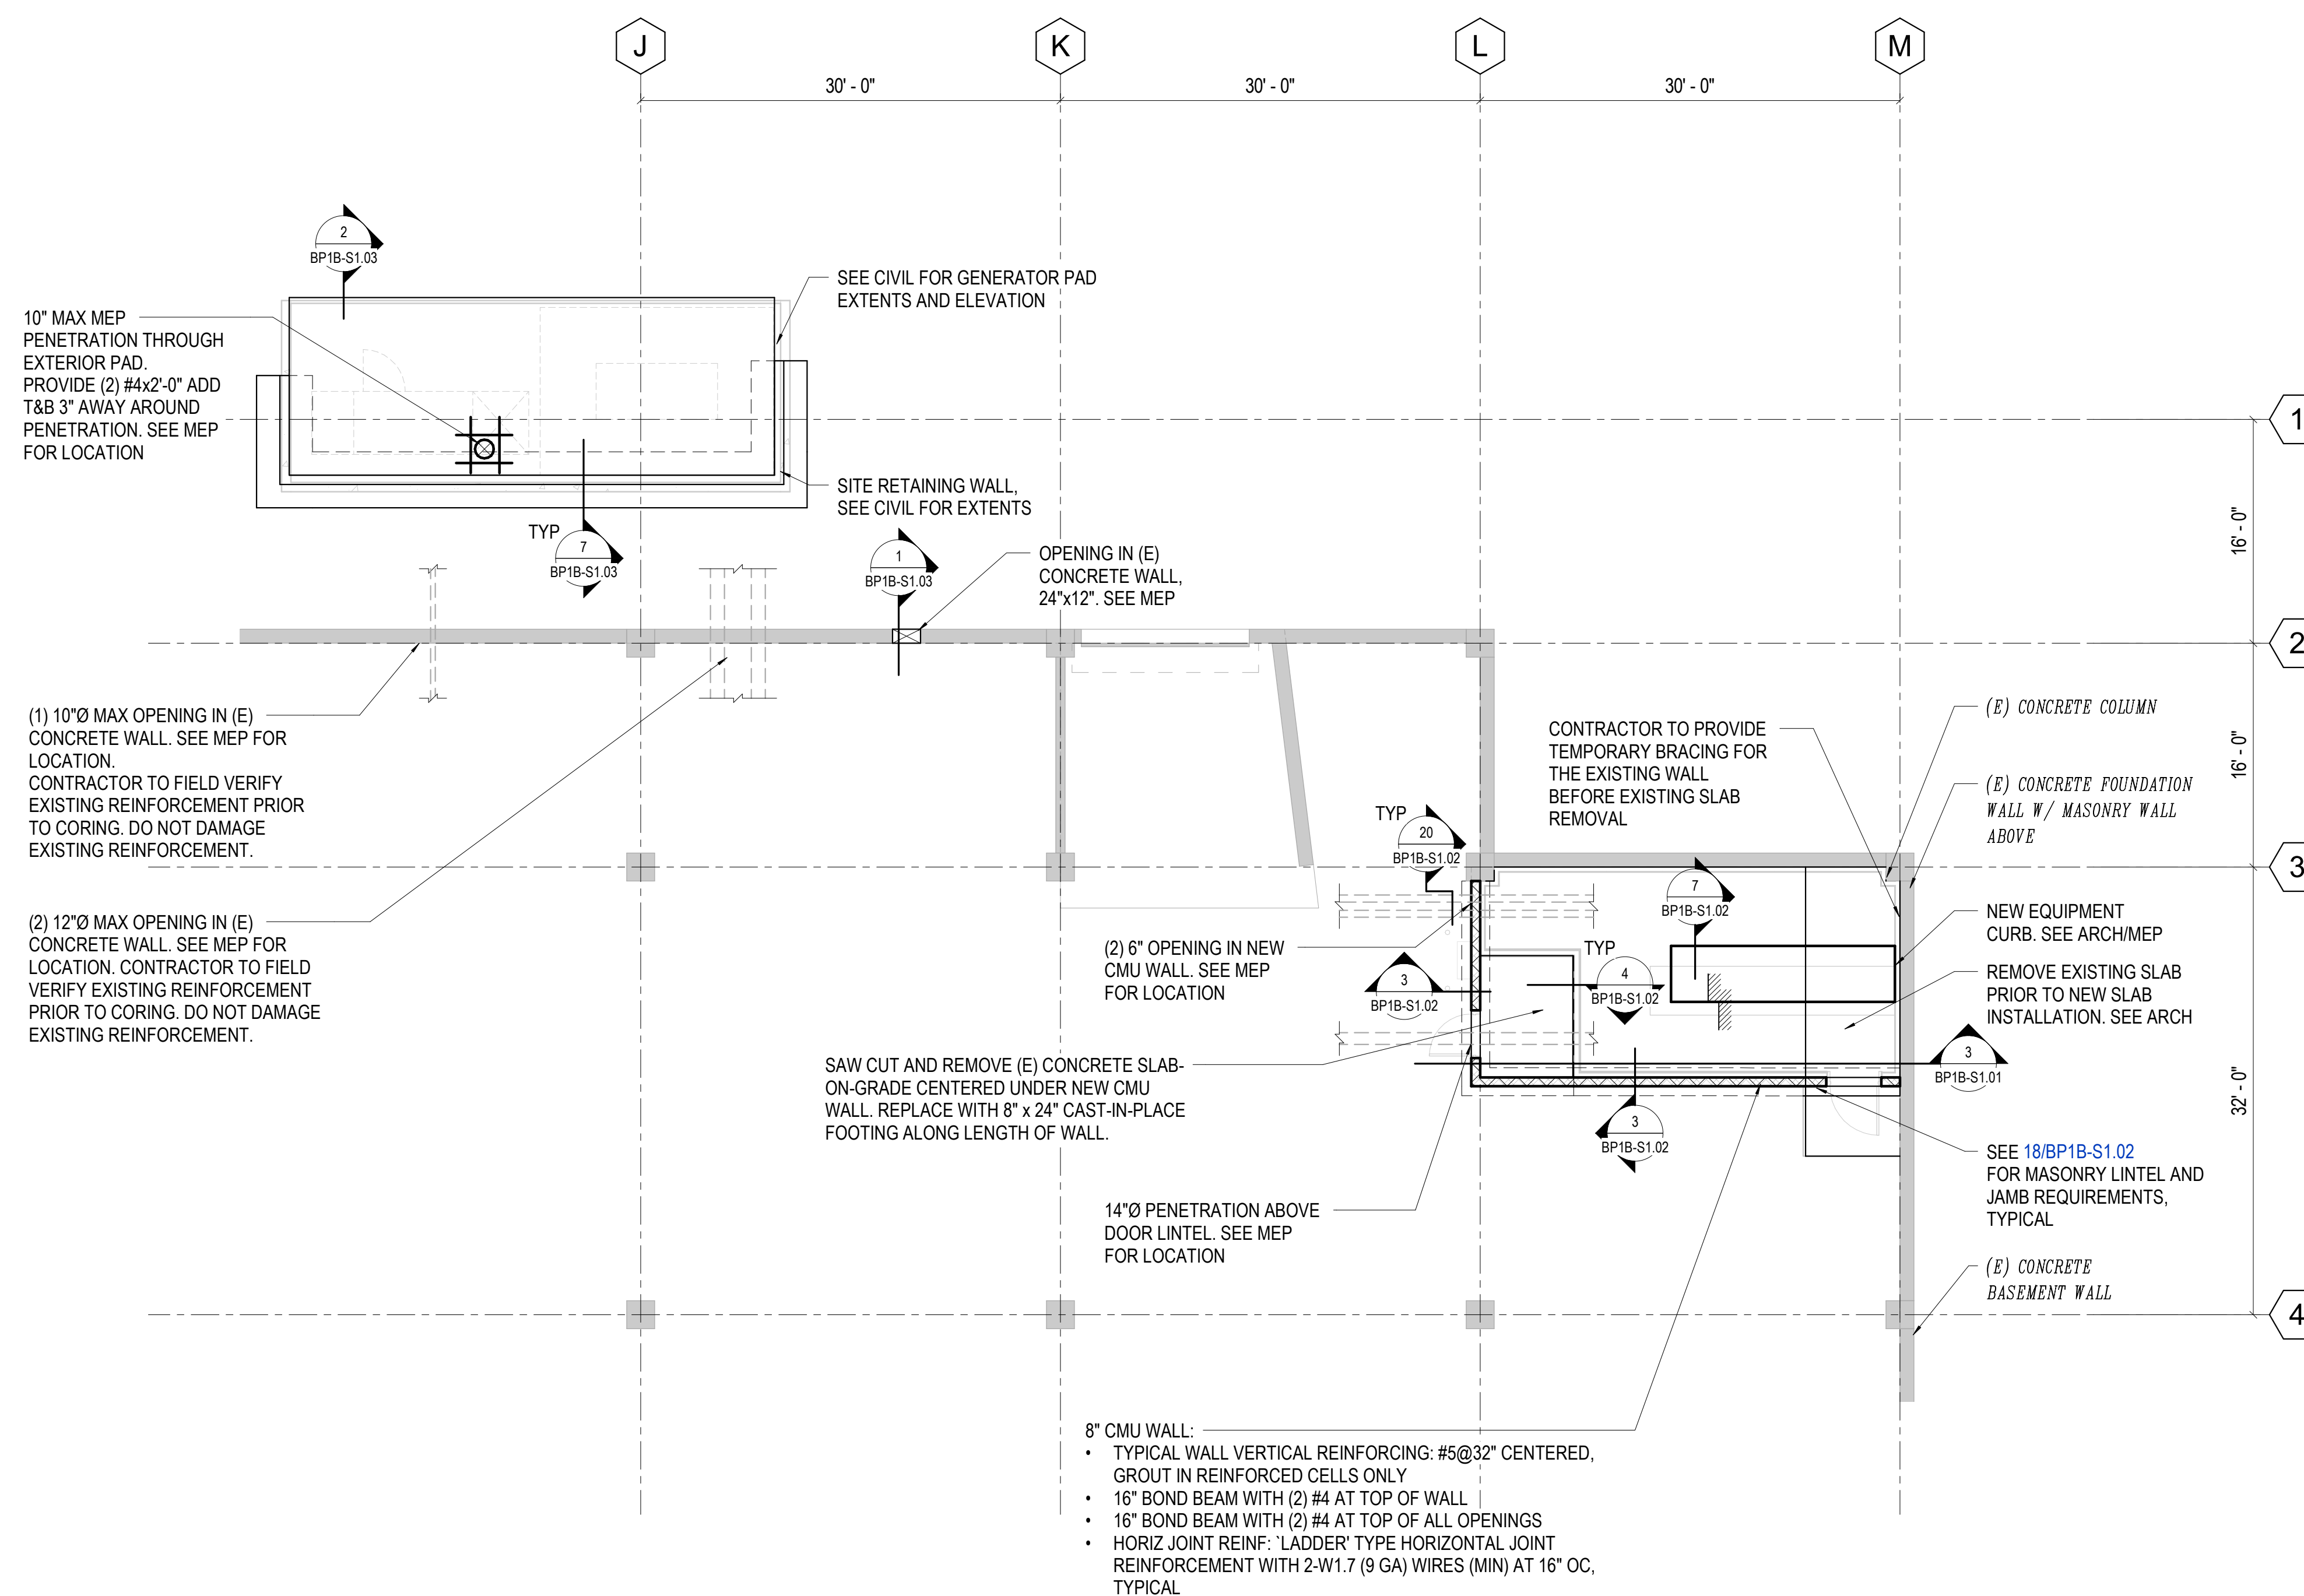 J
K
L
M
30' - 0"
30' - 0"
30' - 0"
2
BP1B-S1.03
SEE CIVIL FOR GENERATOR PAD
EXTENTS AND ELEVATION
10" MAX MEP
PENETRATION THROUGH
EXTERIOR PAD.
PROVIDE (2) #4x2'-0" ADD
T&B 3" AWAY AROUND
PENETRATION. SEE MEP
FOR LOCATION
1
SITE RETAINING WALL,
SEE CIVIL FOR EXTENTS
TYP
7
BP1B-S1.03
1
BP1B-S1.03
OPENING IN (E)
CONCRETE WALL,
24"x12". SEE MEP
16' - 0"
2
(1) 10"Ø MAX OPENING IN (E)
CONCRETE WALL. SEE MEP FOR
LOCATION.
CONTRACTOR TO FIELD VERIFY
EXISTING REINFORCEMENT PRIOR
TO CORING. DO NOT DAMAGE
EXISTING REINFORCEMENT.
CONTRACTOR TO PROVIDE
TEMPORARY BRACING FOR
THE EXISTING WALL
BEFORE EXISTING SLAB
REMOVAL
(E) CONCRETE COLUMN
(E) CONCRETE FOUNDATION
WALL W/ MASONRY WALL
ABOVE
16' - 0"
TYP
20
BP1B-S1.02
3
(2) 12"Ø MAX OPENING IN (E)
CONCRETE WALL. SEE MEP FOR
LOCATION. CONTRACTOR TO FIELD
VERIFY EXISTING REINFORCEMENT
PRIOR TO CORING. DO NOT DAMAGE
EXISTING REINFORCEMENT.
7
BP1B-S1.02
NEW EQUIPMENT
CURB. SEE ARCH/MEP
(2) 6" OPENING IN NEW
CMU WALL. SEE MEP
FOR LOCATION
3
BP1B-S1.02
TYP
4
BP1B-S1.02
REMOVE EXISTING SLAB
PRIOR TO NEW SLAB
INSTALLATION. SEE ARCH
SAW CUT AND REMOVE (E) CONCRETE SLAB-
ON-GRADE CENTERED UNDER NEW CMU
WALL. REPLACE WITH 8" x 24" CAST-IN-PLACE
FOOTING ALONG LENGTH OF WALL.
3
BP1B-S1.01
32' - 0"
3
BP1B-S1.02
SEE 18/BP1B-S1.02
FOR MASONRY LINTEL AND
JAMB REQUIREMENTS,
TYPICAL
14"Ø PENETRATION ABOVE
DOOR LINTEL. SEE MEP
FOR LOCATION
(E) CONCRETE
BASEMENT WALL
4
8" CMU WALL:
• TYPICAL WALL VERTICAL REINFORCING: #5@32" CENTERED,
GROUT IN REINFORCED CELLS ONLY
• 16" BOND BEAM WITH (2) #4 AT TOP OF WALL
• 16" BOND BEAM WITH (2) #4 AT TOP OF ALL OPENINGS
• HORIZ JOINT REINF: `LADDER' TYPE HORIZONTAL JOINT
REINFORCEMENT WITH 2-W1.7 (9 GA) WIRES (MIN) AT 16" OC,
TYPICAL